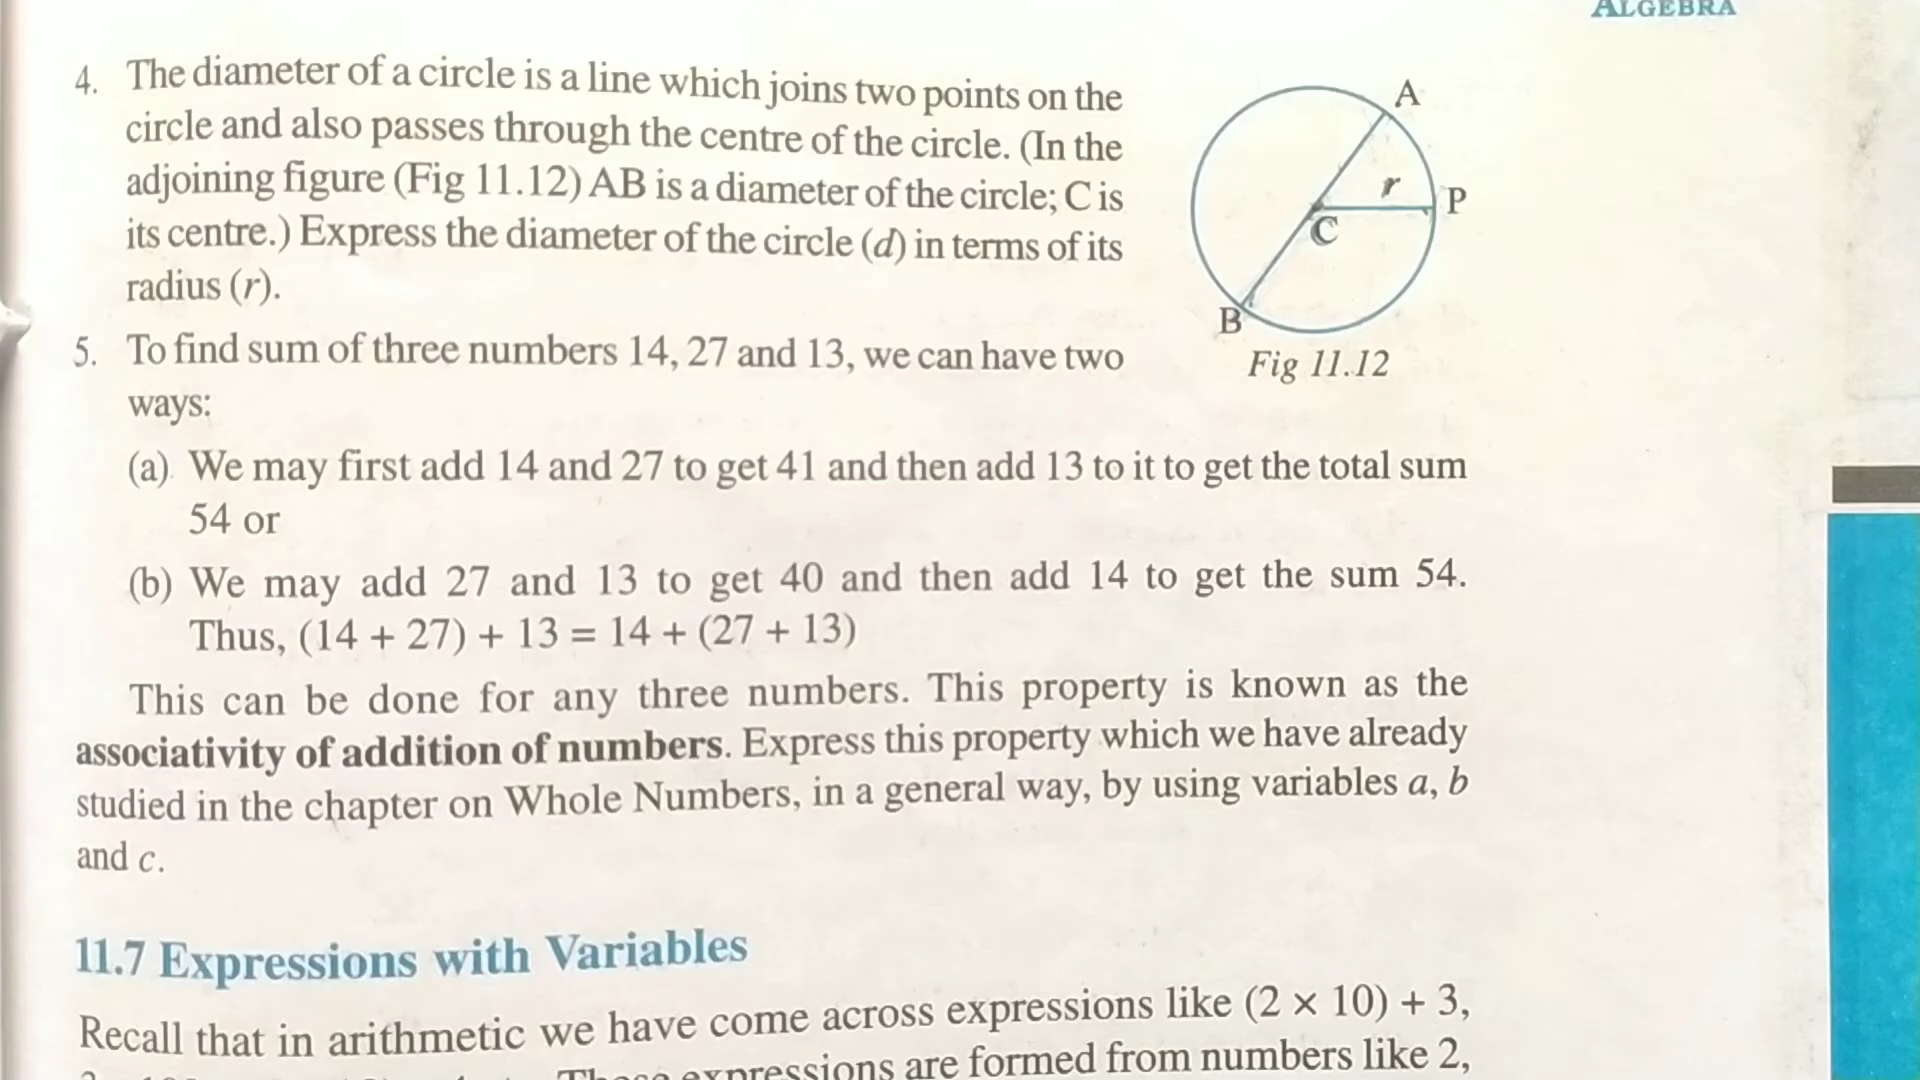 ALGEBRA
4. The diameter of a circle is a line which joins two points on the
circle and also passes through the centre of the circle. (In the
adjoining figure (Fig 11.12) AB is a diameter of the circle; C is
its centre.) Express the diameter of the circle (d) in terms of its
radius (r).
A
r
P
C
B
Fig 11.12
5. To find sum of three numbers 14, 27 and 13, we can have two
ways:
(a) We may first add 14 and 27 to get 41 and then add 13 to it to get the total sum
54 or
(b) We may add 27 and 13 to get 40 and then add 14 to get the sum 54.
Thus, (14 + 27) + 13 = 14 + (27 + 13)
This can be done for any three numbers. This property is known as the
associativity of addition of numbers. Express this property which we have already
studied in the chapter on Whole Numbers, in a general way, by using variables a, b
and c.
11.7 Expressions with Variables
Recall that in arithmetic we have come across expressions like (2 × 10) + 3,
These expressions are formed from numbers like 2,